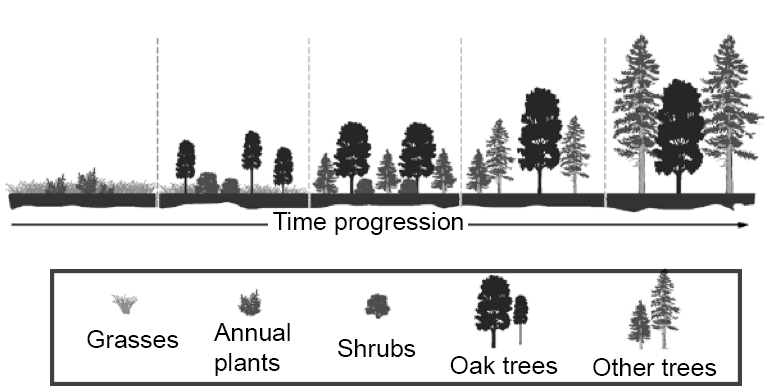 Time progression
Grasses
Annual
plants
Shrubs
Oak trees
Other trees